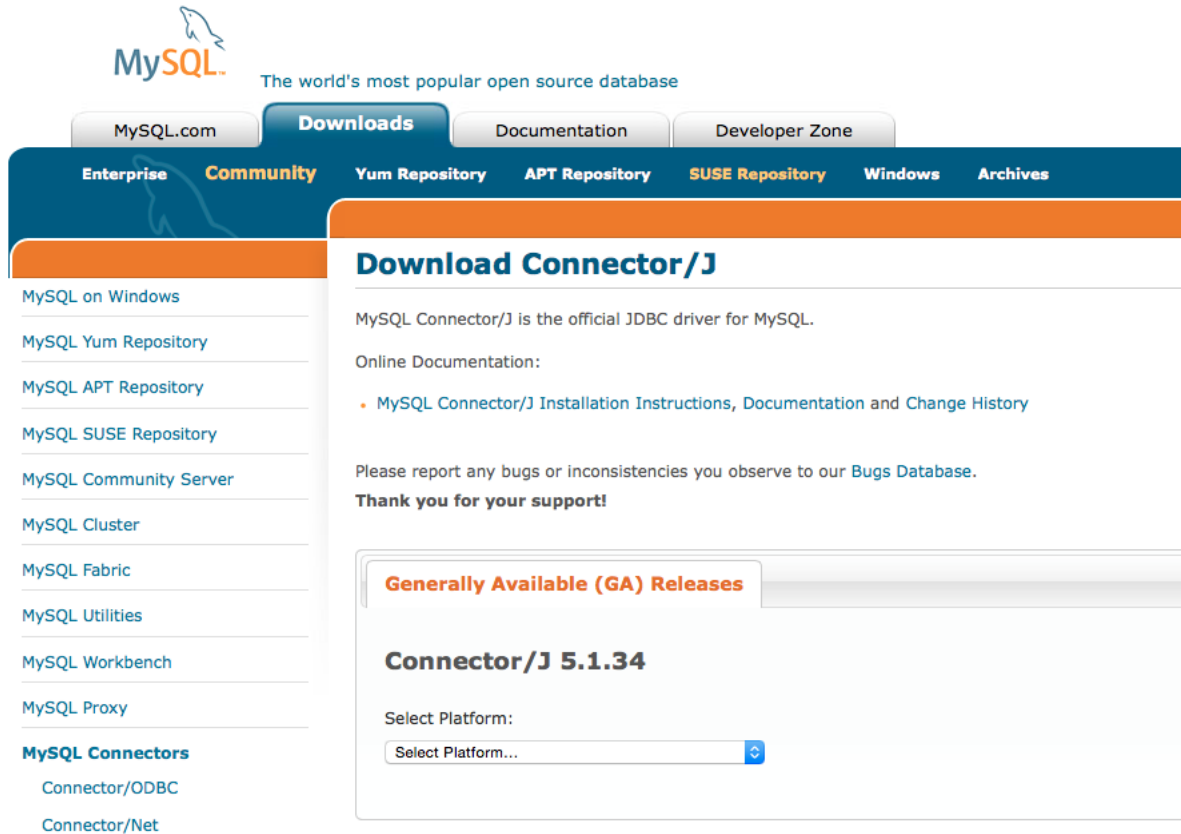 MySQL™
The world's most popular open source database
MySQL.com Downloads Documentation Developer Zone
Enterprise Community Yum Repository APT Repository SUSE Repository Windows Archives
MySQL on Windows
MySQL Yum Repository
MySQL APT Repository
MySQL SUSE Repository
MySQL Community Server
MySQL Cluster
MySQL Fabric
MySQL Utilities
MySQL Workbench
MySQL Proxy
MySQL Connectors
Connector/ODBC
Connector/Net
Download Connector/J
MySQL Connector/J is the official JDBC driver for MySQL.
Online Documentation:
• MySQL Connector/J Installation Instructions, Documentation and Change History
Please report any bugs or inconsistencies you observe to our Bugs Database.
Thank you for your support!
Generally Available (GA) Releases
Connector/J 5.1.34
Select Platform:
Select Platform...